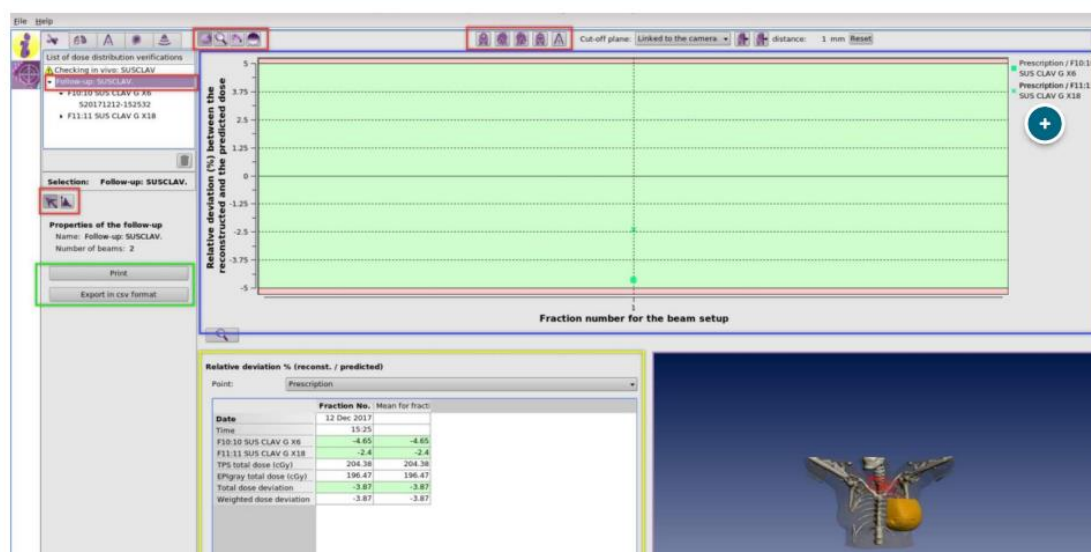 File Help
List of dose distribution verifications
Checking in vivo: SUSCLAV
Follow-up: SUSCLAV
F10:10 SUS CLAV G X6
S20171212-152532
F11:11 SUS CLAV G X18
Selection: Follow-up: SUSCLAV.
Properties of the follow-up
Name: Follow-up: SUSCLAV.
Number of beams: 2
Print
Export in csv format
Cut-off plane: Linked to the camera distance: 1 mm Reset
Relative deviation (%) between the
reconstructed and the predicted dose
5
3.75
2.5
1.25
0
-1.25
-2.5
-3.75
-5
1
Fraction number for the beam setup
Prescription / F10:10
SUS CLAV G X6
Prescription / F11:1
SUS CLAV G X18
Relative deviation % (reconst. / predicted)
Point: Prescription
Fraction No. Mean for fracti
Date 12 Dec 2017
Time 15:25
F10:10 SUS CLAV G X6 -4.65 -4.65
F11:11 SUS CLAV G X18 -2.4 -2.4
TPS total dose (cGy) 204.38 204.38
EPIgray total dose (cGy) 196.47 196.47
Total dose deviation -3.87 -3.87
Weighted dose deviation -3.87 -3.87